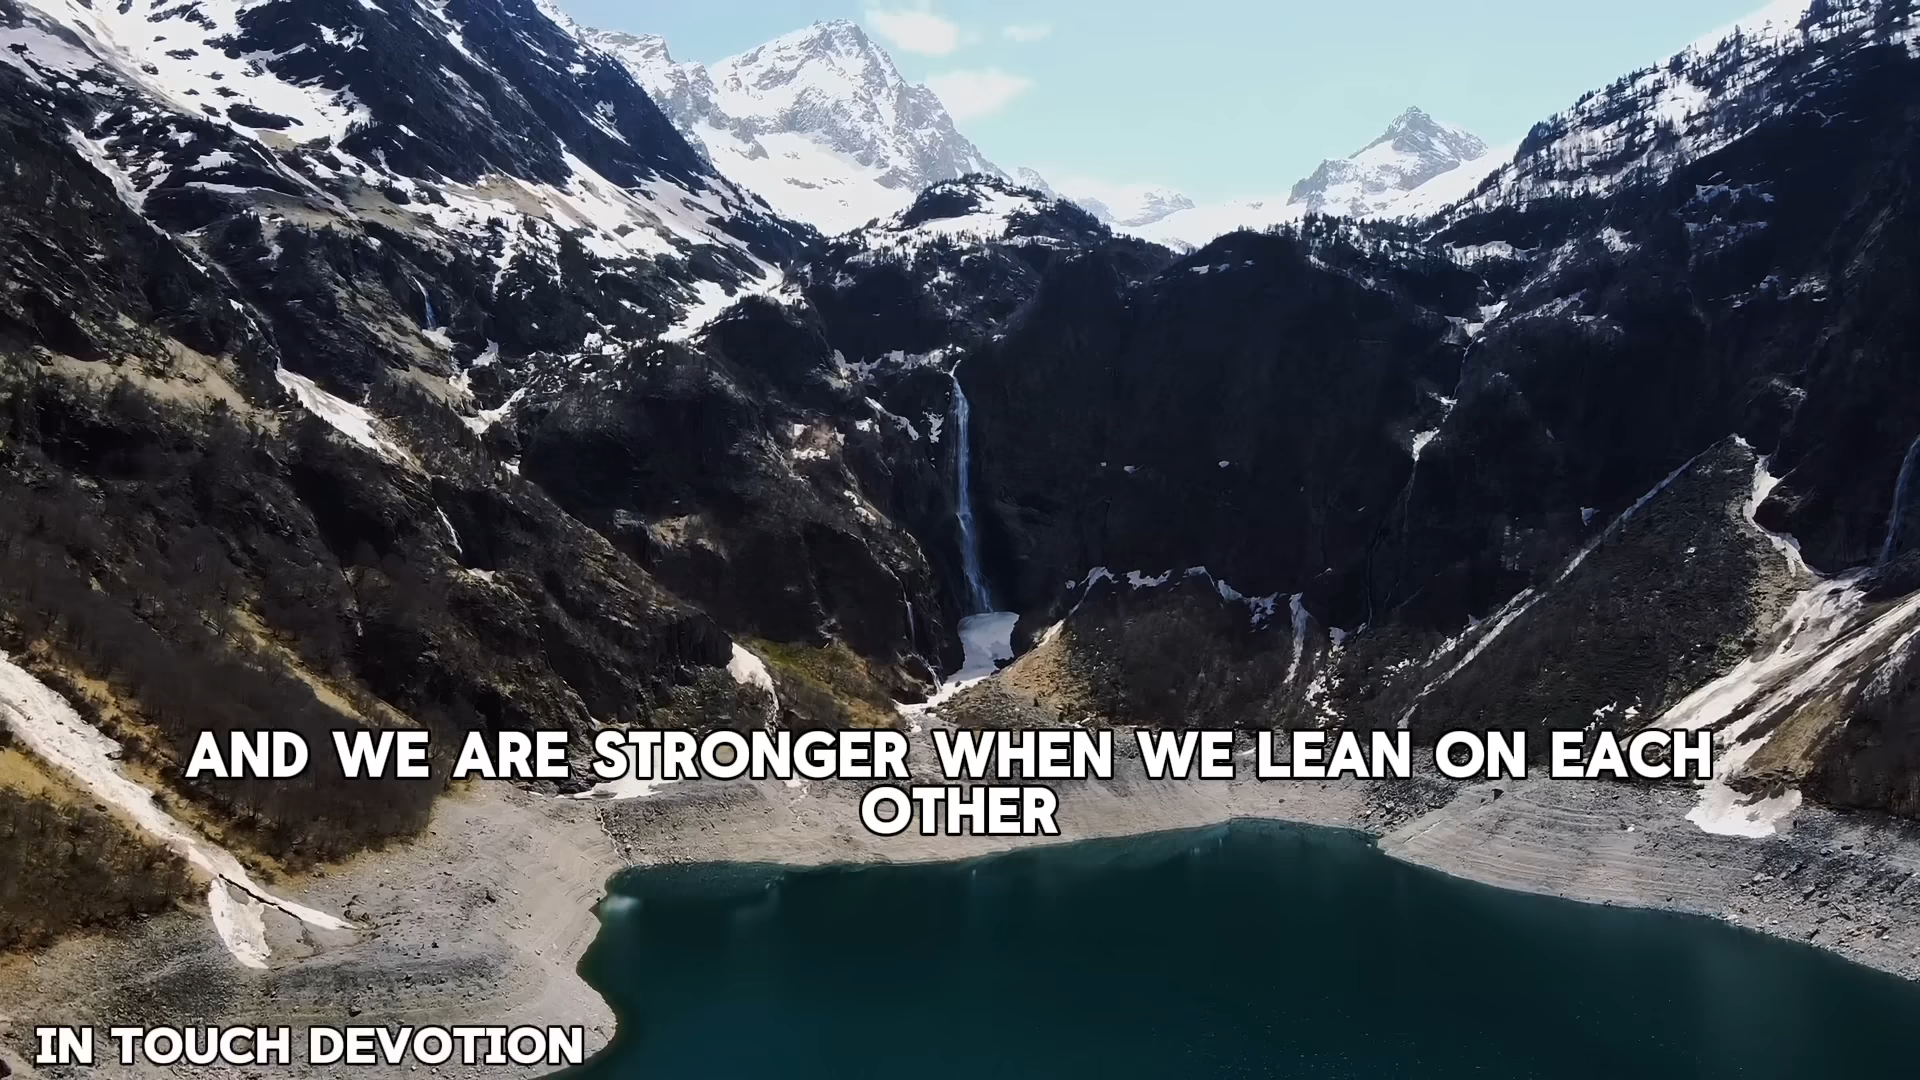 AND WE ARE STRONGER WHEN WE LEAN ON EACH
OTHER
IN TOUCH DEVOTION